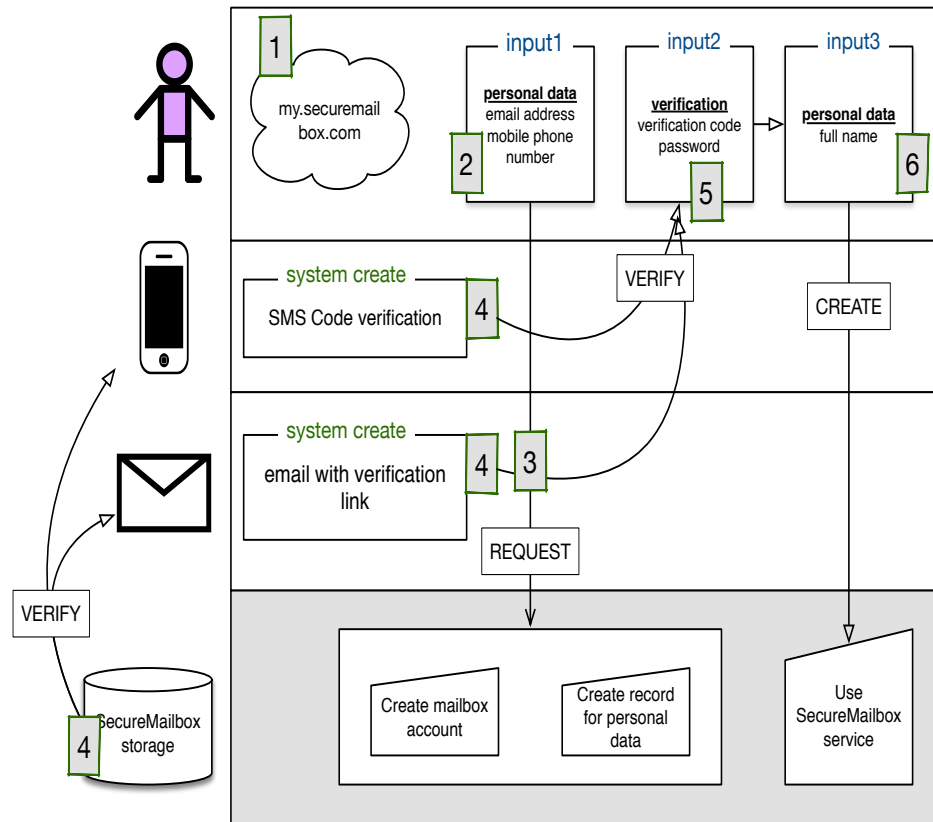 1
my.securemail
box.com
input1
personal data
email address
mobile phone
number
2
input2
verification
verification code
password
5
input3
personal data
full name
6
system create
SMS Code verification
4
VERIFY
CREATE
system create
email with verification
link
4
3
REQUEST
VERIFY
SecureMailbox
storage
4
Create mailbox
account
Create record
for personal
data
Use
SecureMailbox
service